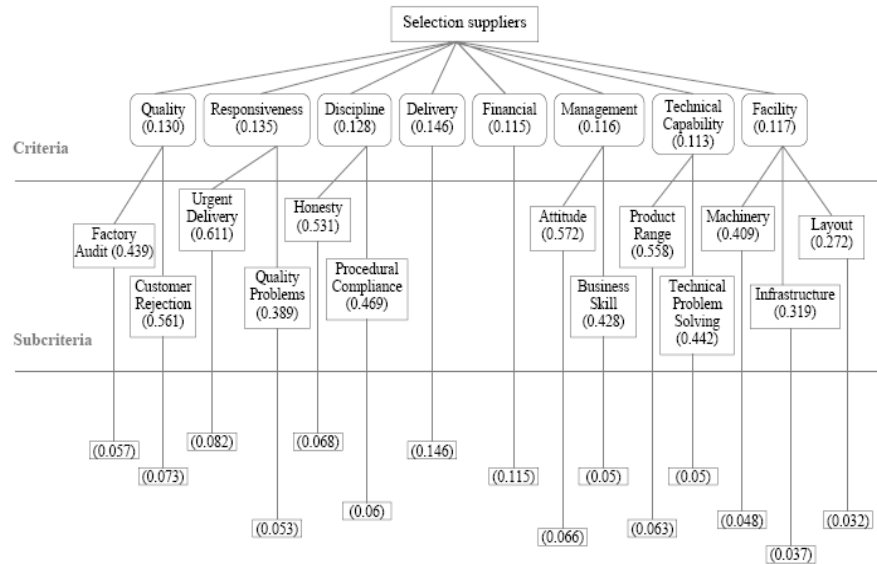 Selection suppliers
Quality
(0.130)
Responsiveness
(0.135)
Discipline
(0.128)
Delivery
(0.146)
Financial
(0.115)
Management
(0.116)
Technical
Capability
(0.113)
Facility
(0.117)
Criteria
Factory
Audit (0.439)
Customer
Rejection
(0.561)
Urgent
Delivery
(0.611)
Quality
Problems
(0.389)
Honesty
(0.531)
Procedural
Compliance
(0.469)
Attitude
(0.572)
Business
Skill
(0.428)
Product
Range
(0.558)
Technical
Problem
Solving
(0.442)
Machinery
(0.409)
Infrastructure
(0.319)
Layout
(0.272)
Subcriteria
(0.057)
(0.073)
(0.082)
(0.053)
(0.068)
(0.06)
(0.146)
(0.115)
(0.066)
(0.05)
(0.063)
(0.05)
(0.048)
(0.037)
(0.032)